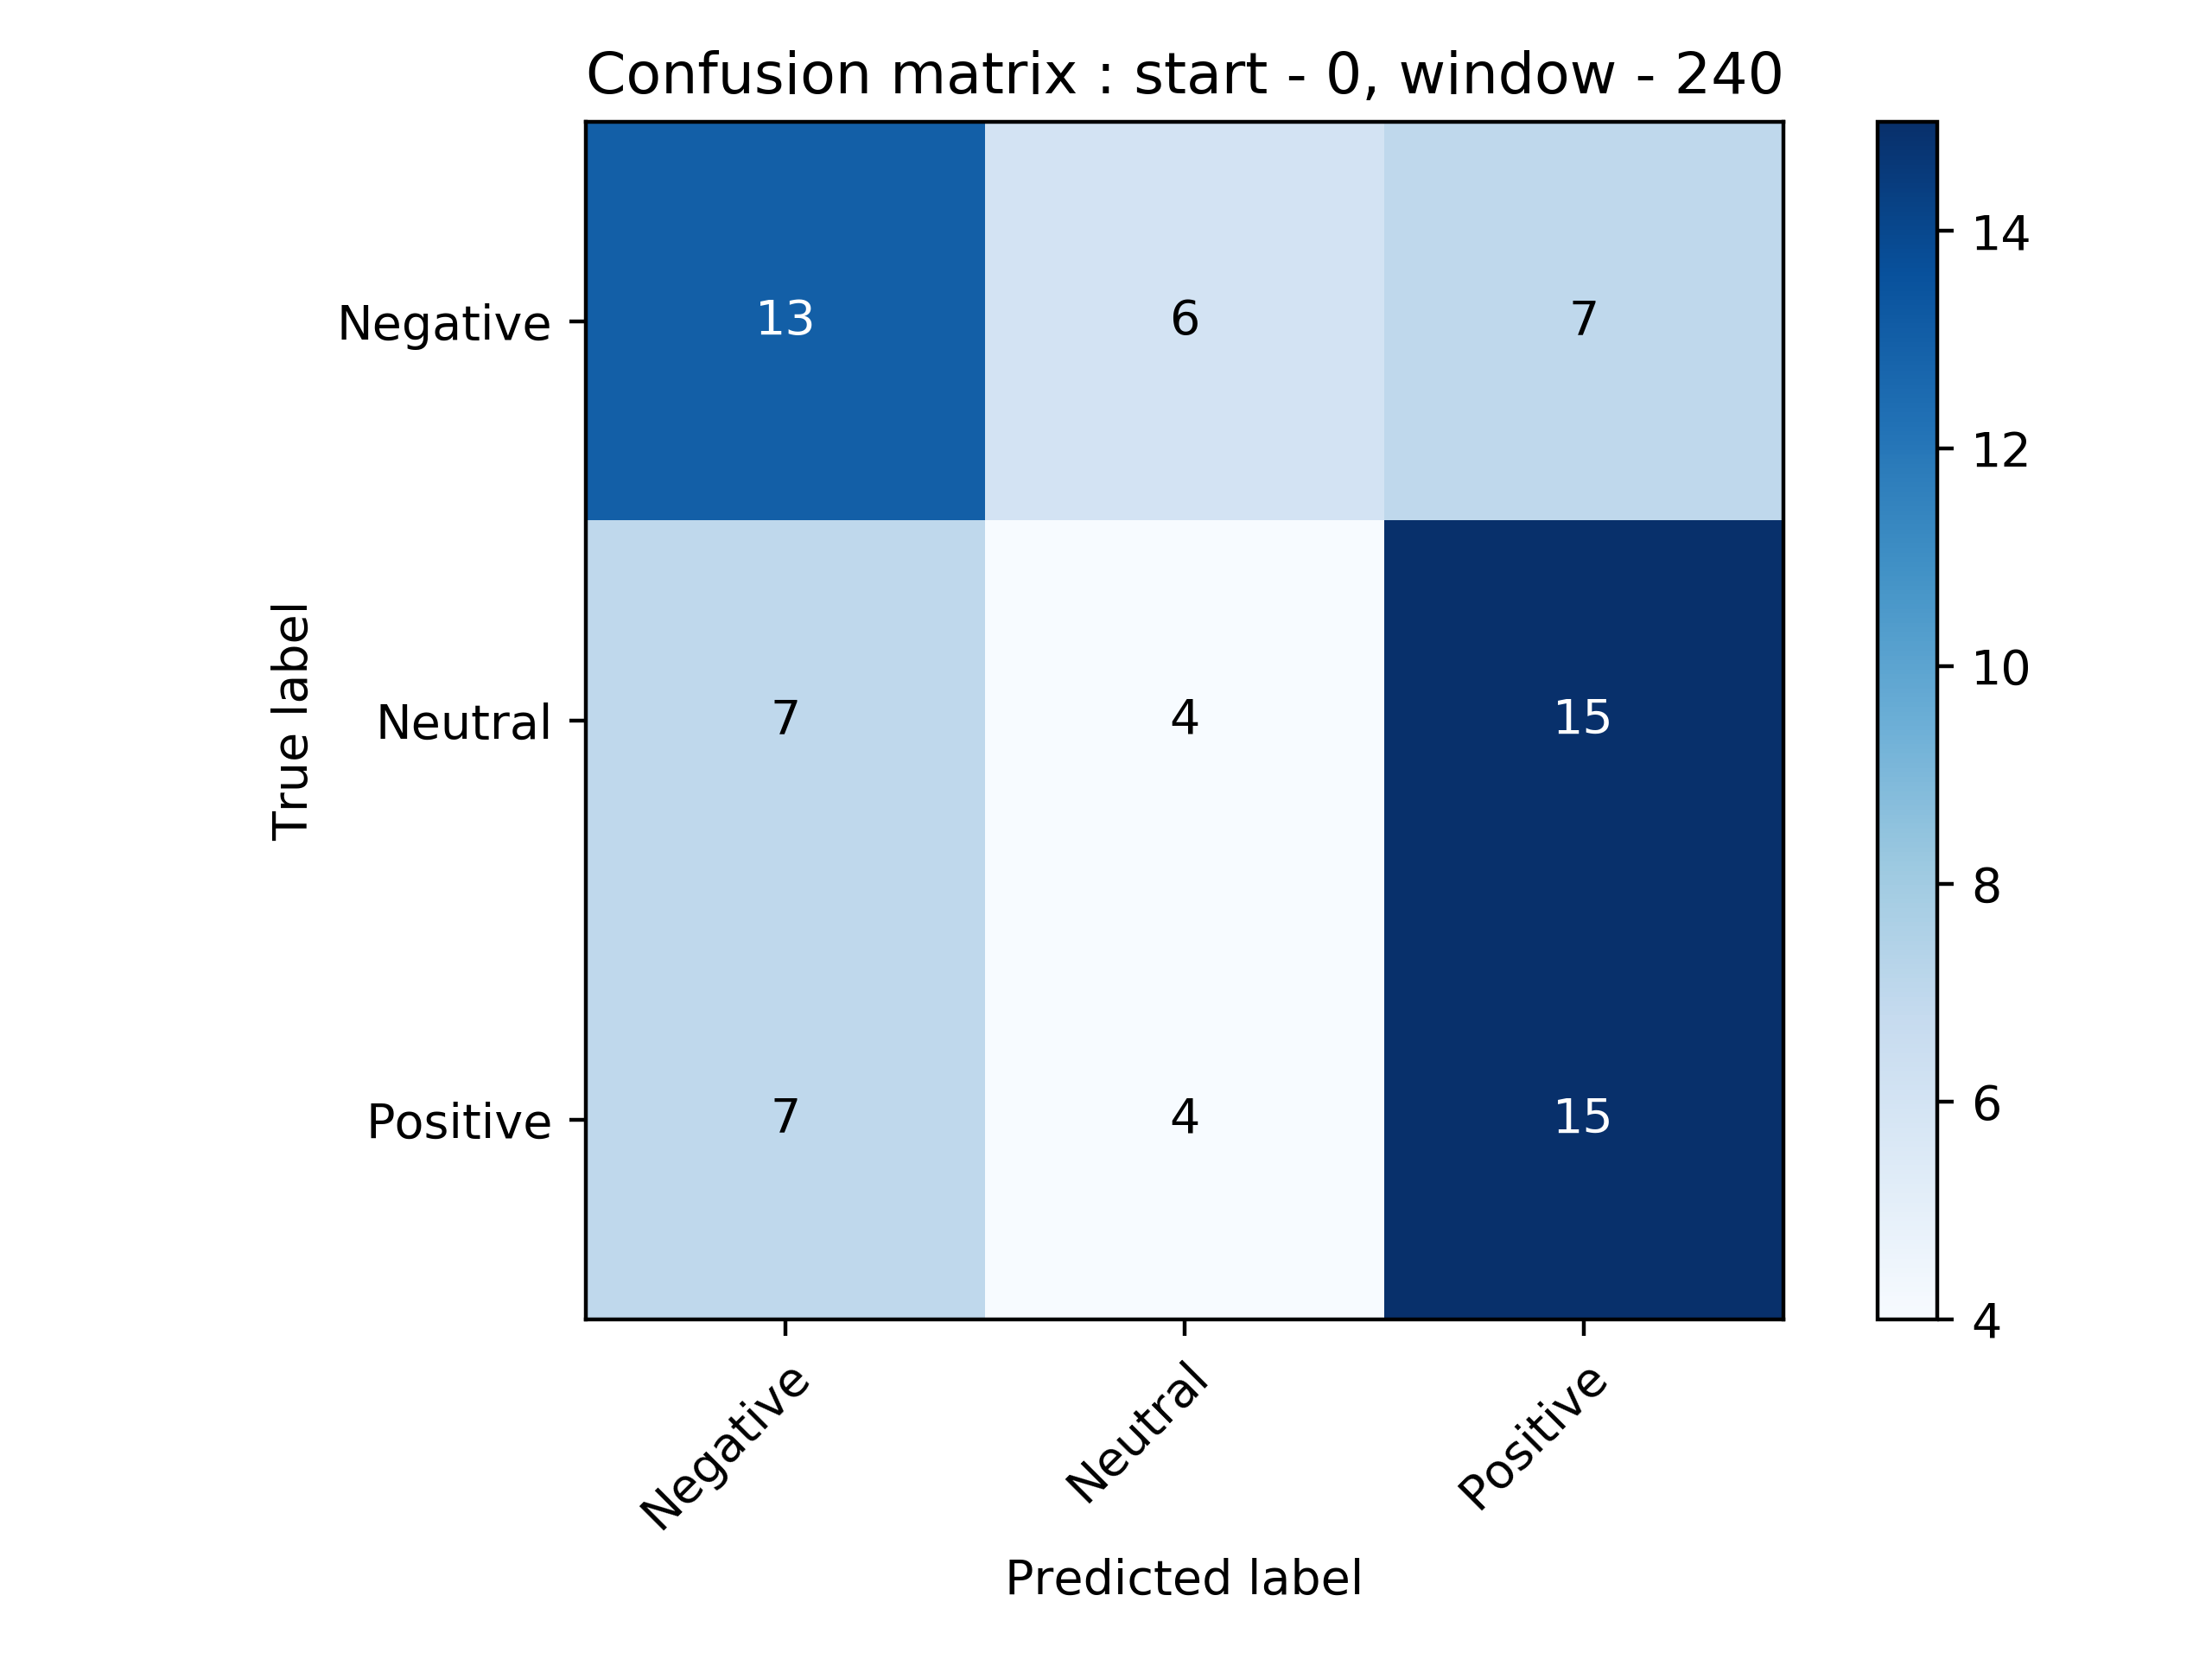 Confusion matrix : start - 0, window - 240
Negative 13 6 7
Neutral 7 4 15
Positive 7 4 15
True label
Negative Neutral Positive
Predicted label
14
12
10
8
6
4